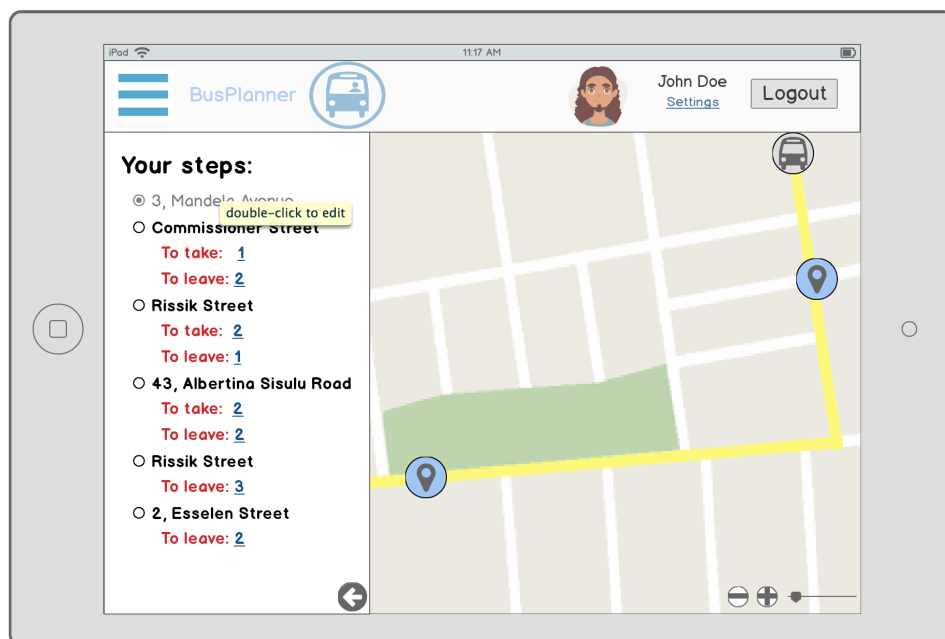 iPad 11:17 AM
BusPlanner
John Doe
Settings
Logout
Your steps:
3, Mandela Avenue
double-click to edit
Commissioner Street
To take: 1
To leave: 2
Rissik Street
To take: 2
To leave: 1
43, Albertina Sisulu Road
To take: 2
To leave: 2
Rissik Street
To leave: 3
2, Esselen Street
To leave: 2